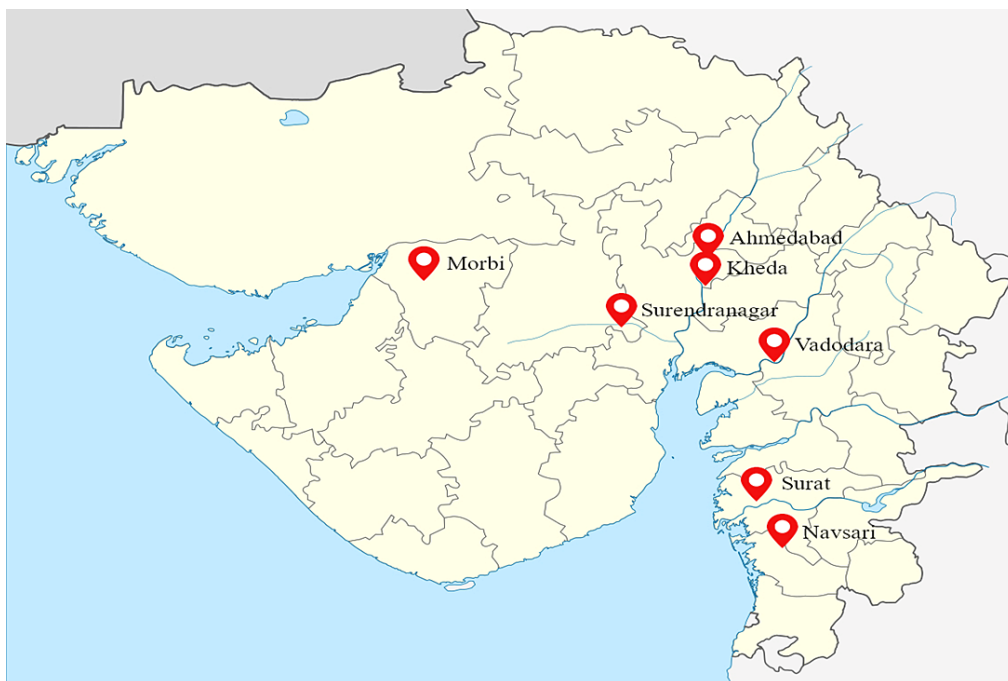 Ahmedabad
Morbi
Kheda
Surendranagar
Vadodara
Surat
Navsari